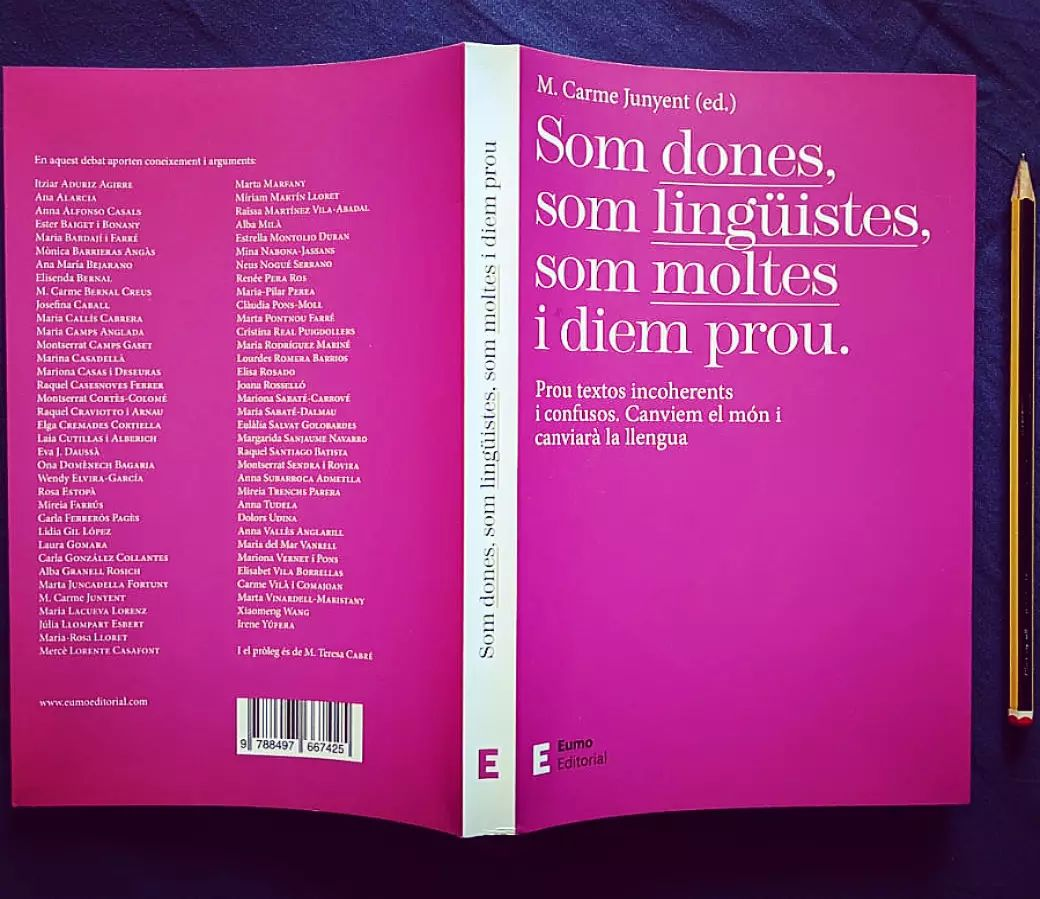 En aquest debat aporten coneixement i arguments:
Itziar ADURIZ AGIRRE
Ana ALARCIA
Anna ALFONSO CASALS
Ester BAIGET I BONANY
Maria BARDAJÍ I FARRÉ
Mònica BARRIERAS ANGÀS
Ana María BEJARANO
Elisenda BERNAL
M. Carme BERNAL CREUS
Josefina CABALL
Maria CALLÍS CABRERA
Maria CAMPS ANGLADA
Montserrat CAMPS GASET
Marina CASADELLÀ
Mariona CASAS I DESEURAS
Raquel CASESNOVES FERRER
Montserrat CORTÈS-COLOMÉ
Raquel CRAVIOTTO I ARNAU
Elga CREMADES CORTIELLA
Laia CUTILLAS I ALBERICH
Eva J. DAUSSÀ
Ona DOMÈNECH BAGARIA
Wendy ELVIRA-GARCÍA
Rosa ESTOPÀ
Mireia FARRÚS
Carla FERRERÓS PAGÈS
Lidia GIL LÓPEZ
Laura GOMARA
Carla GONZÁLEZ COLLANTES
Alba GRANELL ROSICH
Marta JUNCADELLA FORTUNY
M. Carme JUNYENT
Maria LACUEVA LORENZ
Júlia LLOMPART ESBERT
Maria-Rosa LLORET
Mercè LORENTE CASAFONT
Marta MARFANY
Míriam MARTÍN LLORET
Raïssa MARTÍNEZ VILA-ABADAL
Alba MILÀ
Estrella MONTOLIO DURAN
Mina NABONA-JASSANS
Neus NOGUÉ SERRANO
Renée PERA ROS
Maria-Pilar PEREA
Clàudia PONS-MOLL
Marta PONTNOU FARRÉ
Cristina REAL PUIGDOLLERS
Maria RODRÍGUEZ MARINÉ
Lourdes ROMERA BARRIOS
Elisa ROSADO
Joana ROSSELLÓ
Mariona SABATÉ-CARROVÉ
Maria SABATÉ-DALMAU
Eulàlia SALVAT GOLOBARDES
Margarida SANJAUME NAVARRO
Raquel SANTIAGO BATISTA
Montserrat SENDRA I ROVIRA
Anna SUBARROCA ADMETLLA
Mireia TRENCHS PARERA
Anna TUDELA
Dolors UDINA
Anna VALLÈS ANGLARILL
Maria del Mar VANRELL
Mariona VERNET I PONS
Elisabet VILA BORRELLAS
Carme VILÀ I COMAJOAN
Marta VINARDELL-MARISTANY
Xiaomeng WANG
Irene YÚFERA
I el pròleg és de M. Teresa CABRÉ
www.eumoeditorial.com
9 788497 667425
Som dones, som lingüistes, som moltes i diem prou
E
M. Carme Junyent (ed.)
Som dones,
som lingüistes,
som moltes
i diem prou.
Prou textos incoherents
i confusos. Canviem el món i
canviarà la llengua
E Eumo
Editorial